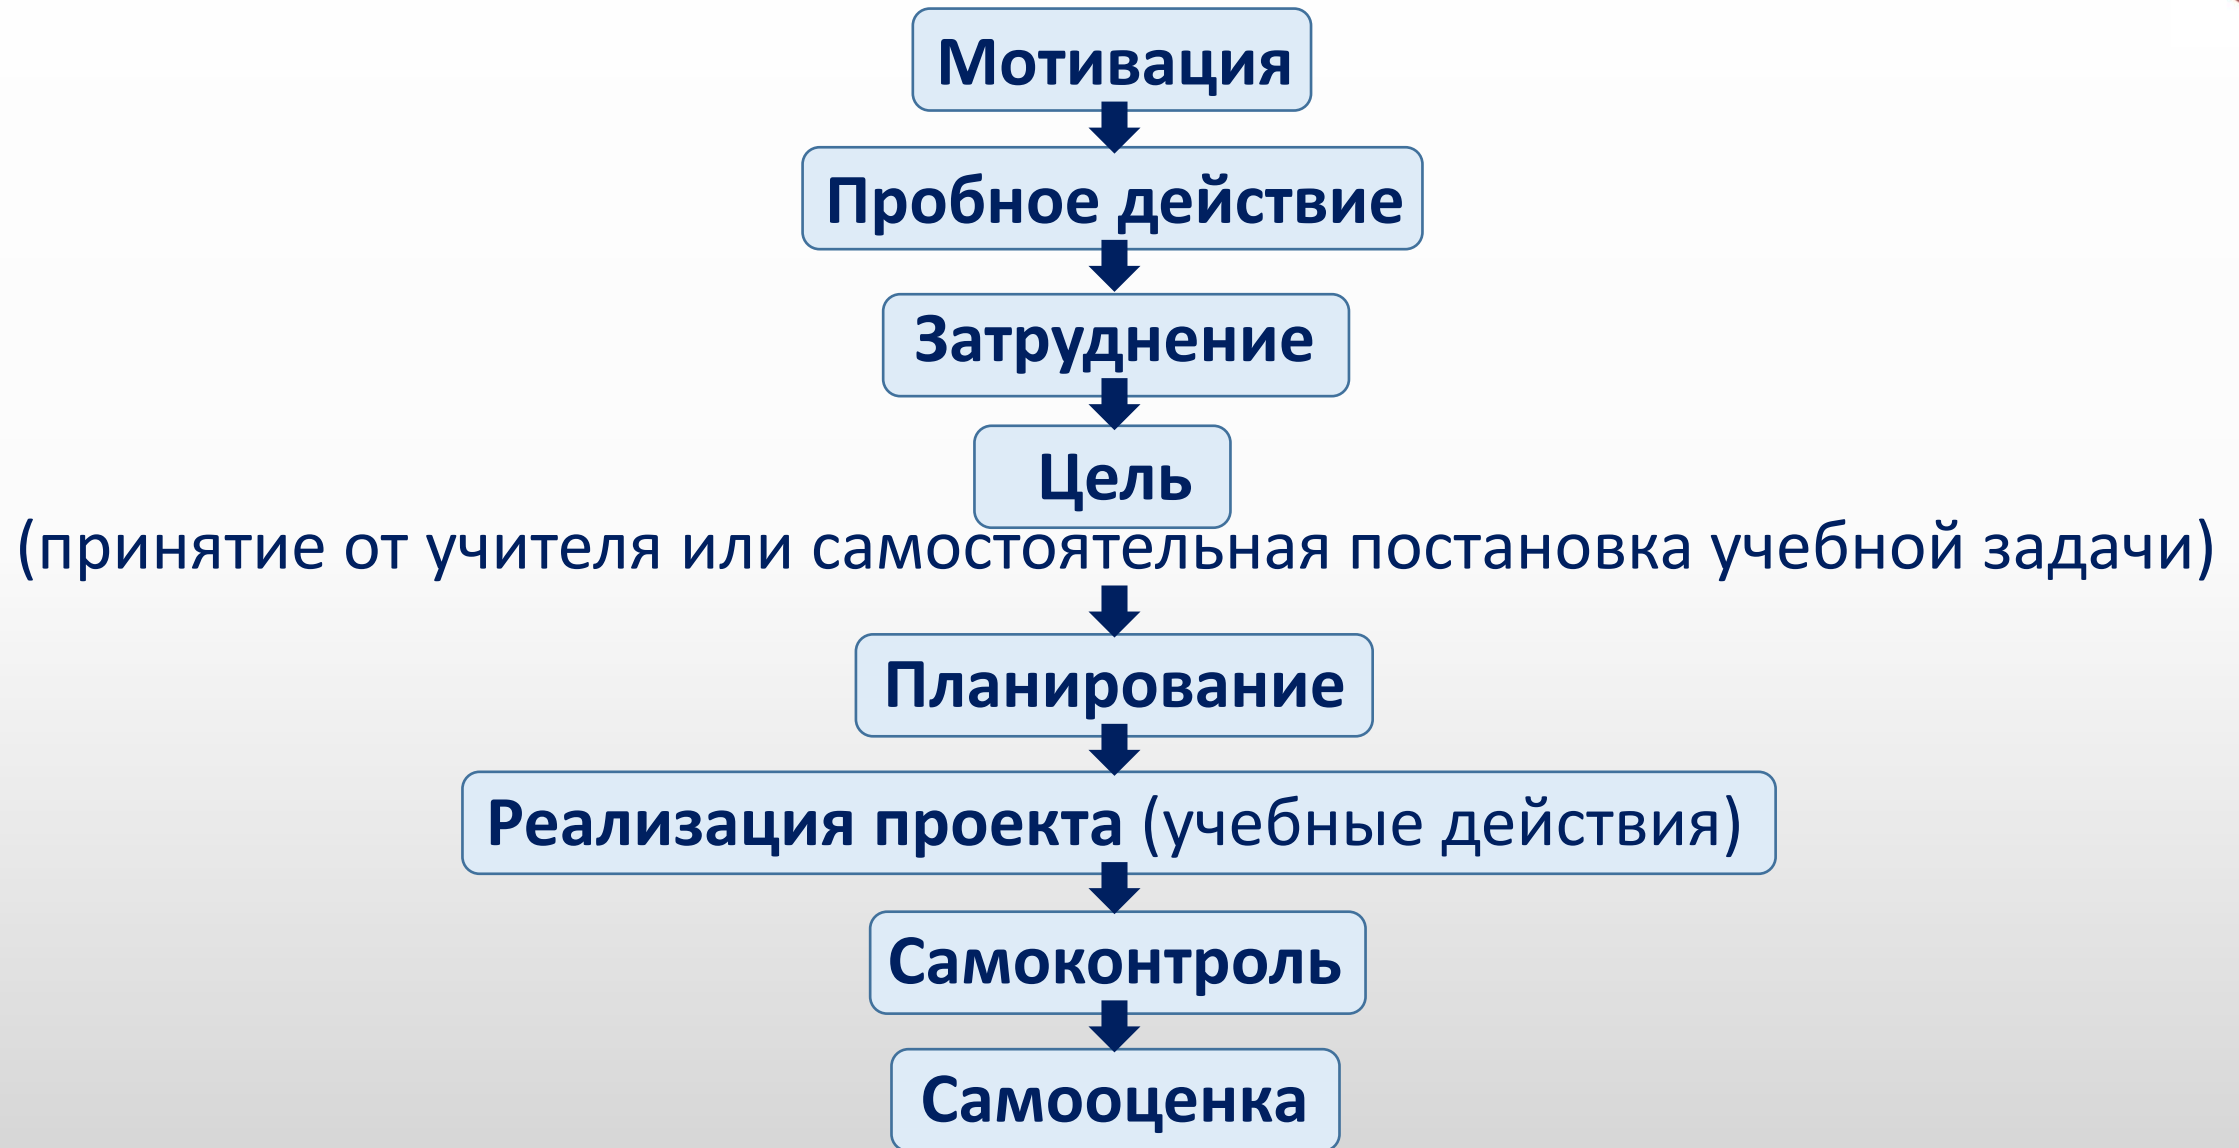 Мотивация
Пробное действие
Затруднение
Цель
(принятие от учителя или самостоятельная постановка учебной задачи)
Планирование
Реализация проекта (учебные действия)
Самоконтроль
Самооценка